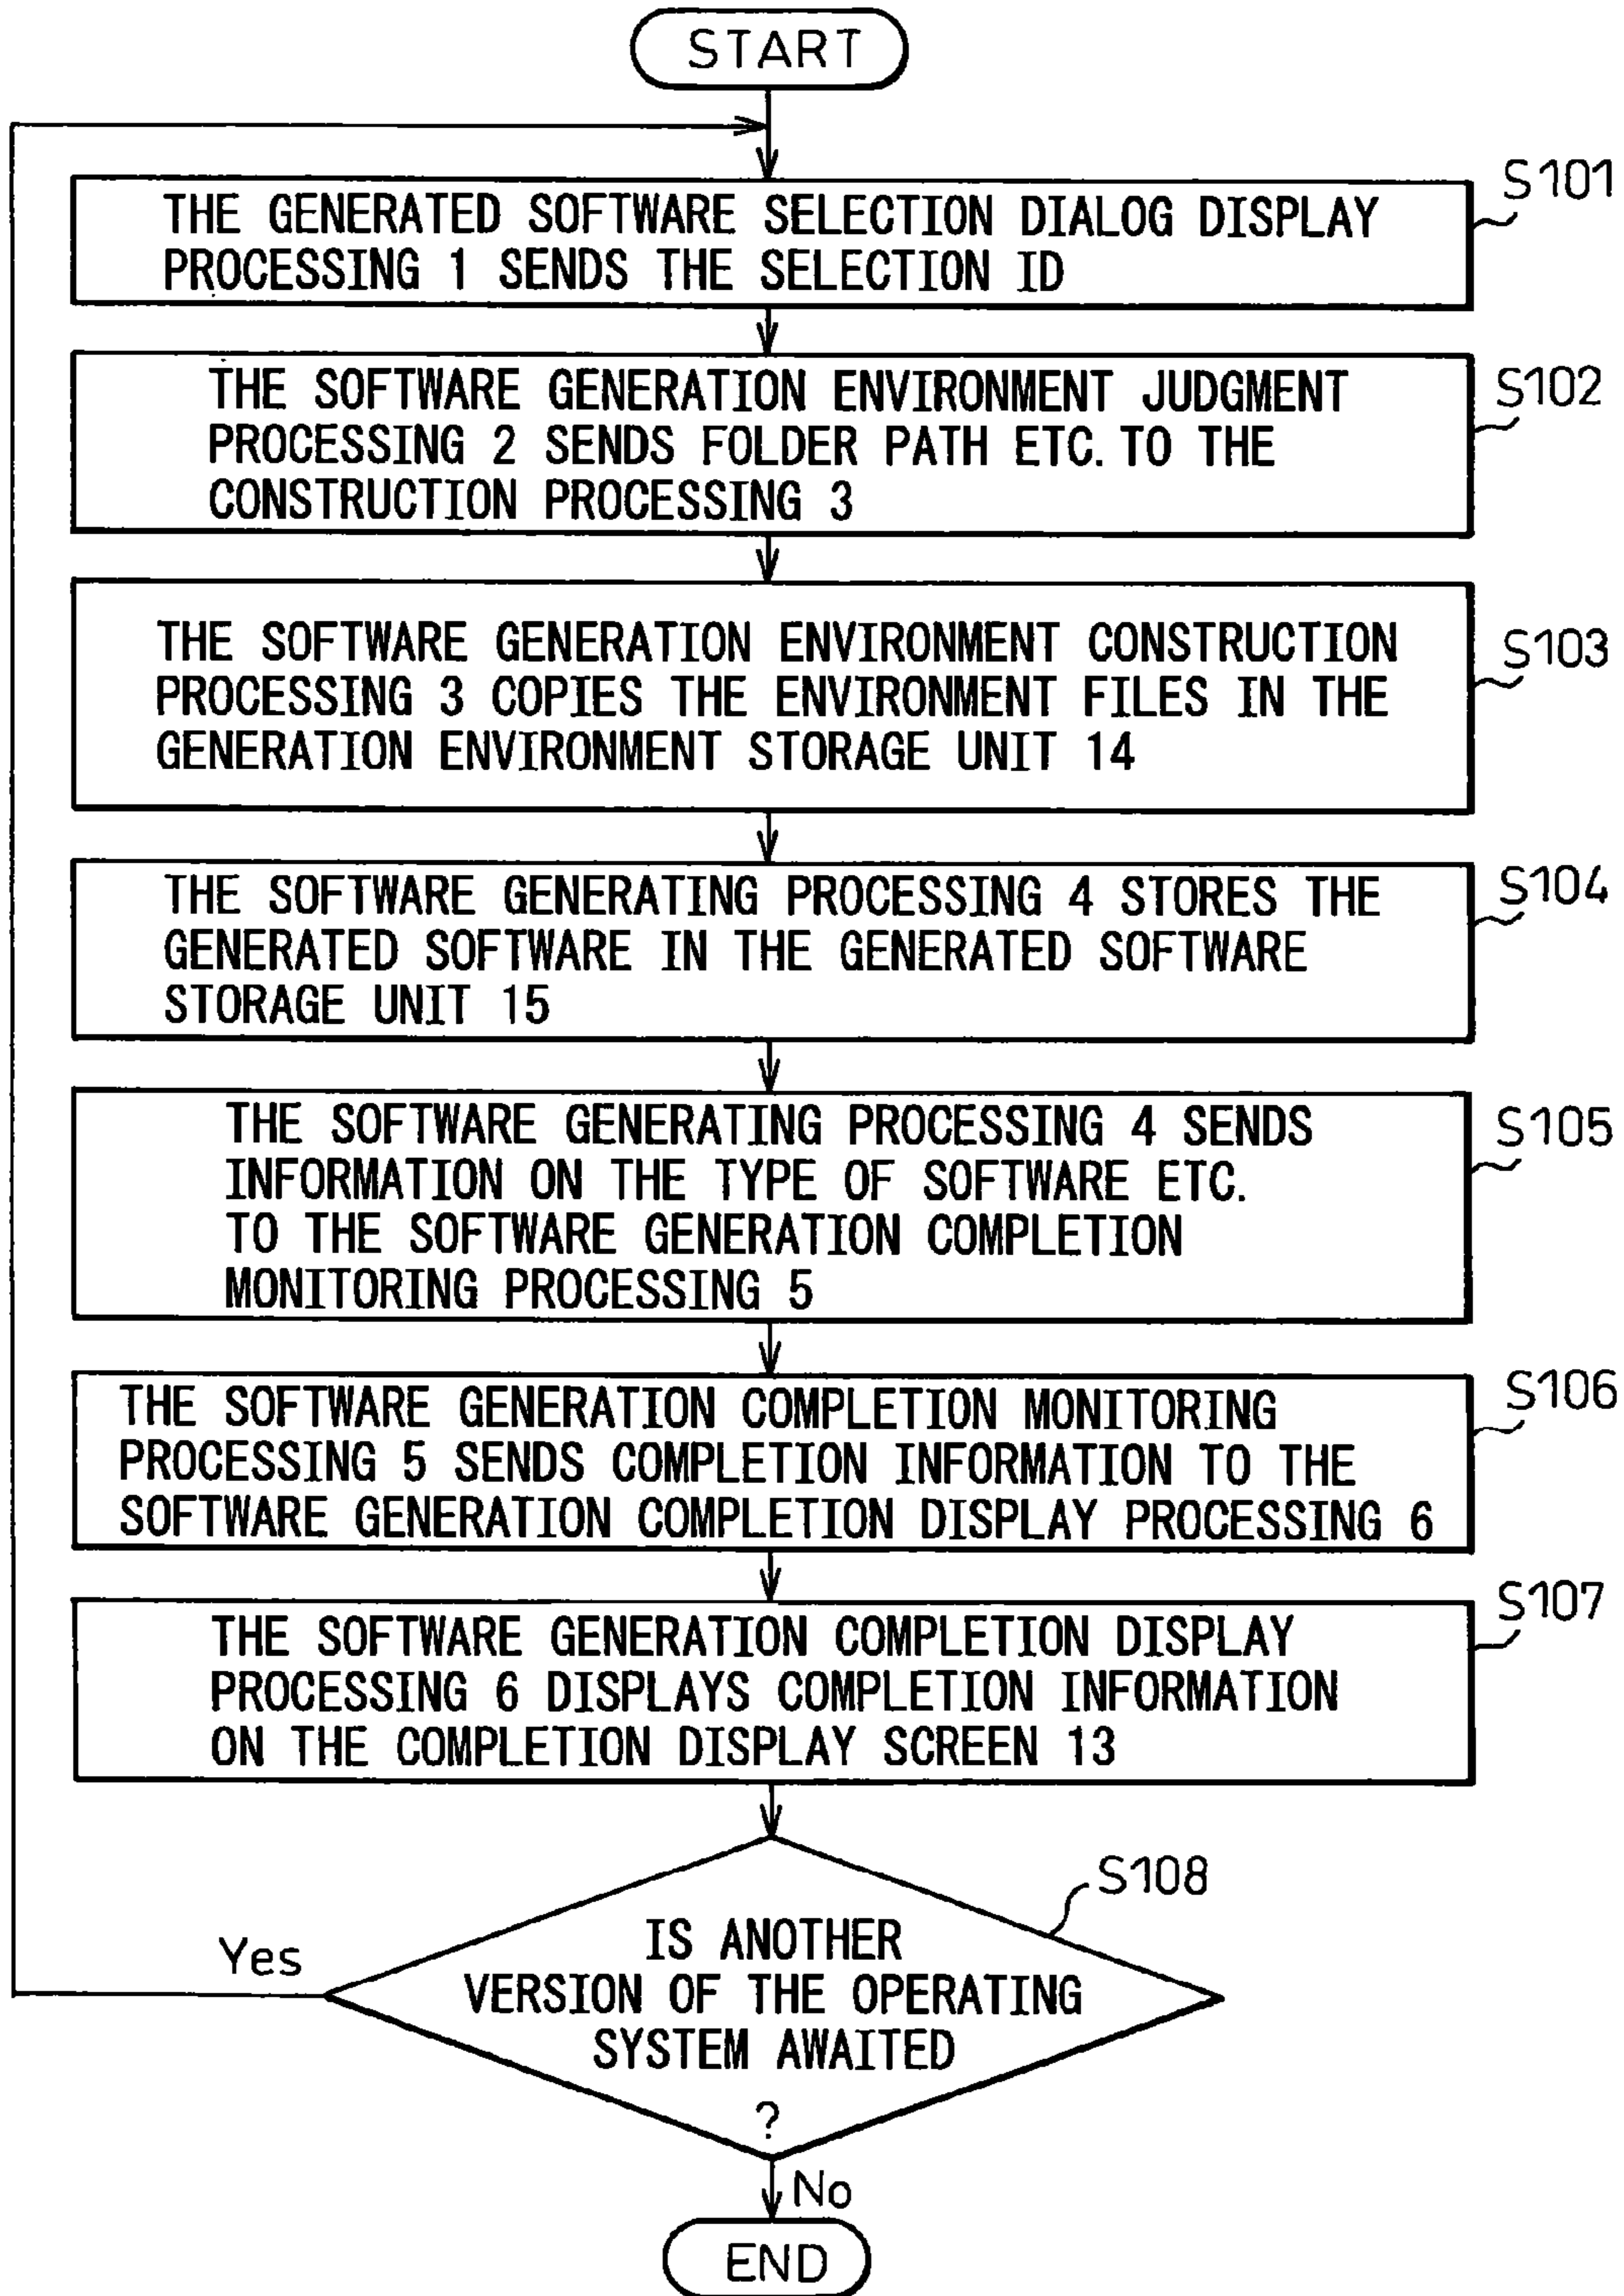 START
S101
THE GENERATED SOFTWARE SELECTION DIALOG DISPLAY
PROCESSING 1 SENDS THE SELECTION ID
S102
THE SOFTWARE GENERATION ENVIRONMENT JUDGMENT
PROCESSING 2 SENDS FOLDER PATH ETC. TO THE
CONSTRUCTION PROCESSING 3
S103
THE SOFTWARE GENERATION ENVIRONMENT CONSTRUCTION
PROCESSING 3 COPIES THE ENVIRONMENT FILES IN THE
GENERATION ENVIRONMENT STORAGE UNIT 14
S104
THE SOFTWARE GENERATING PROCESSING 4 STORES THE
GENERATED SOFTWARE IN THE GENERATED SOFTWARE
STORAGE UNIT 15
S105
THE SOFTWARE GENERATING PROCESSING 4 SENDS
INFORMATION ON THE TYPE OF SOFTWARE ETC.
TO THE SOFTWARE GENERATION COMPLETION
MONITORING PROCESSING 5
S106
THE SOFTWARE GENERATION COMPLETION MONITORING
PROCESSING 5 SENDS COMPLETION INFORMATION TO THE
SOFTWARE GENERATION COMPLETION DISPLAY PROCESSING 6
S107
THE SOFTWARE GENERATION COMPLETION DISPLAY
PROCESSING 6 DISPLAYS COMPLETION INFORMATION
ON THE COMPLETION DISPLAY SCREEN 13
S108
Yes
IS ANOTHER
VERSION OF THE OPERATING
SYSTEM AWAITED
?
No
END